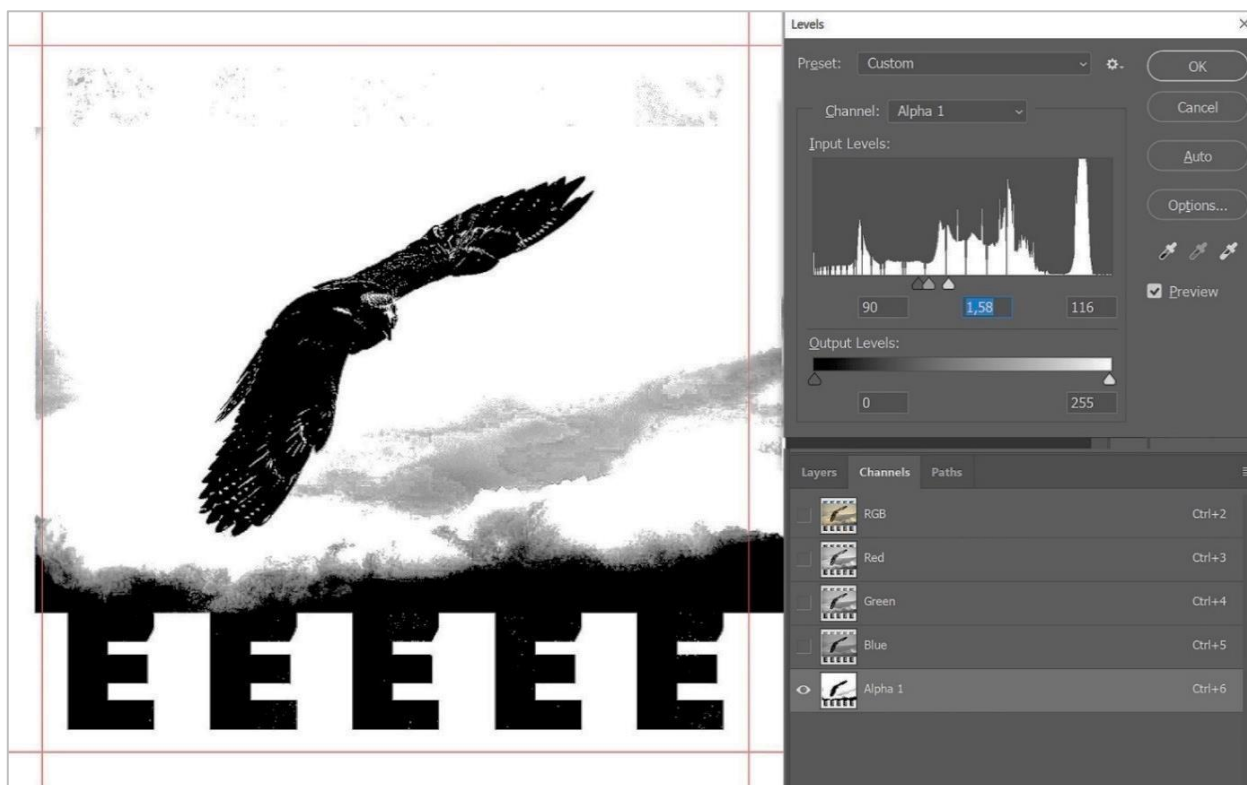 Levels
Preset: Custom
OK
Channel: Alpha 1
Cancel
Input Levels:
Auto
Options...
90 1,58 116
Preview
Output Levels:
0 255
Layers Channels Paths
RGB Ctrl+2
Red Ctrl+3
Green Ctrl+4
Blue Ctrl+5
Alpha 1 Ctrl+6
E E E E E